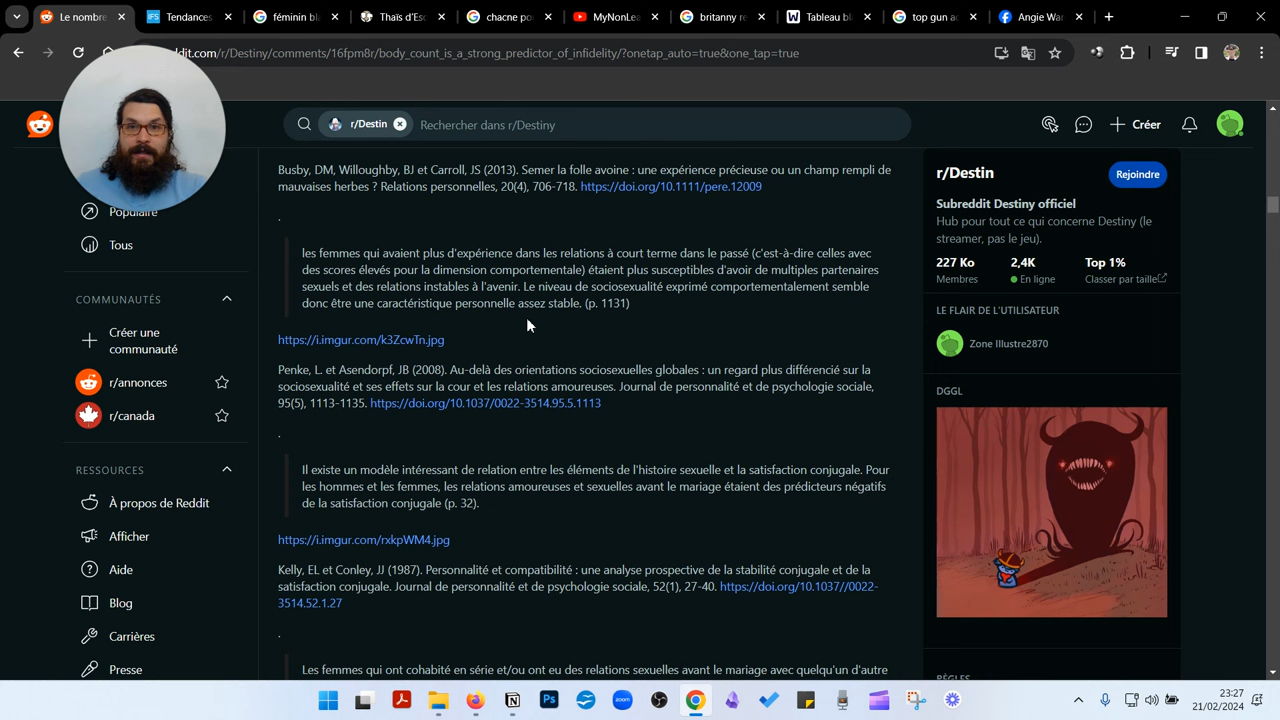 Le nombre
Tendances
féminin bla
Thaïs d'Esc
chacne po
MyNonLea
britanny re
Tableau bla
top gun ac
Angie War
dit.com/r/Destiny/comments/16fpm8r/body_count_is_a_strong_predictor_of_infidelity/?onetap_auto=true&one_tap=true
r/Destin
Rechercher dans r/Destiny
Créer
Populaire
Tous
COMMUNAUTÉS
Créer une
communauté
r/annonces
r/canada
RESSOURCES
À propos de Reddit
Afficher
Aide
Blog
Carrières
Presse
Busby, DM, Willoughby, BJ et Carroll, JS (2013). Semer la folle avoine : une expérience précieuse ou un champ rempli de
mauvaises herbes ? Relations personnelles, 20(4), 706-718. https://doi.org/10.1111/pere.12009
.
les femmes qui avaient plus d'expérience dans les relations à court terme dans le passé (c'est-à-dire celles avec
des scores élevés pour la dimension comportementale) étaient plus susceptibles d'avoir de multiples partenaires
sexuels et des relations instables à l'avenir. Le niveau de sociosexualité exprimé comportementalement semble
donc être une caractéristique personnelle assez stable. (p. 1131)
https://i.imgur.com/k3ZcwTn.jpg
Penke, L. et Asendorpf, JB (2008). Au-delà des orientations sociosexuelles globales : un regard plus différencié sur la
sociosexualité et ses effets sur la cour et les relations amoureuses. Journal de personnalité et de psychologie sociale,
95(5), 1113-1135. https://doi.org/10.1037/0022-3514.95.5.1113
.
Il existe un modèle intéressant de relation entre les éléments de l'histoire sexuelle et la satisfaction conjugale. Pour
les hommes et les femmes, les relations amoureuses et sexuelles avant le mariage étaient des prédicteurs négatifs
de la satisfaction conjugale (p. 32).
https://i.imgur.com/rxkpWM4.jpg
Kelly, EL et Conley, JJ (1987). Personnalité et compatibilité : une analyse prospective de la stabilité conjugale et de la
satisfaction conjugale. Journal de personnalité et de psychologie sociale, 52(1), 27-40. https://doi.org/10.1037//0022-
3514.52.1.27
.
Les femmes qui ont cohabité en série et/ou ont eu des relations sexuelles avant le mariage avec quelqu'un d'autre
r/Destin
Rejoindre
Subreddit Destiny officiel
Hub pour tout ce qui concerne Destiny (le
streamer, pas le jeu).
227 Ko
2,4K
Top 1%
Membres
En ligne
Classer par taille
LE FLAIR DE L'UTILISATEUR
Zone Illustre2870
DGGL
RÈGLES
23:27
21/02/2024